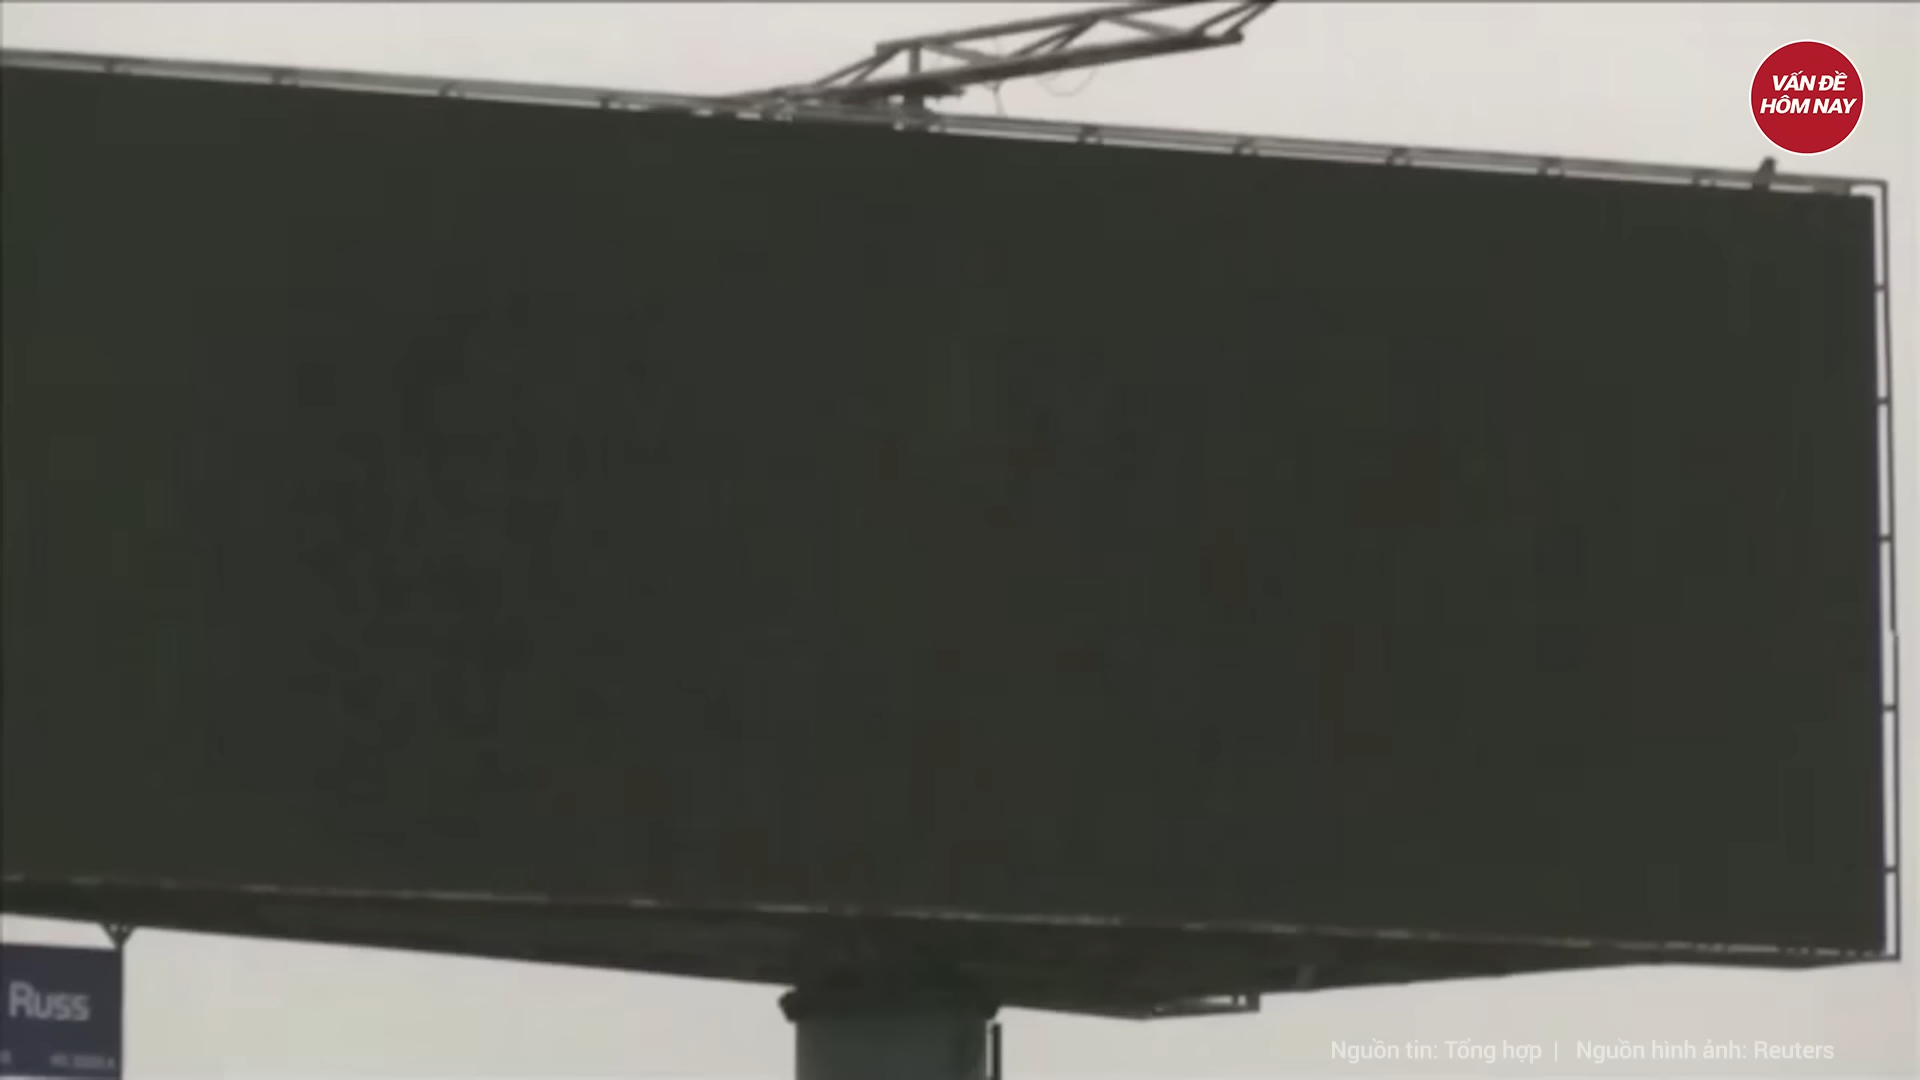 VẤN ĐỀ
HÔM NAY
Russ
Nguồn tin: Tổng hợp | Nguồn hình ảnh: Reuters